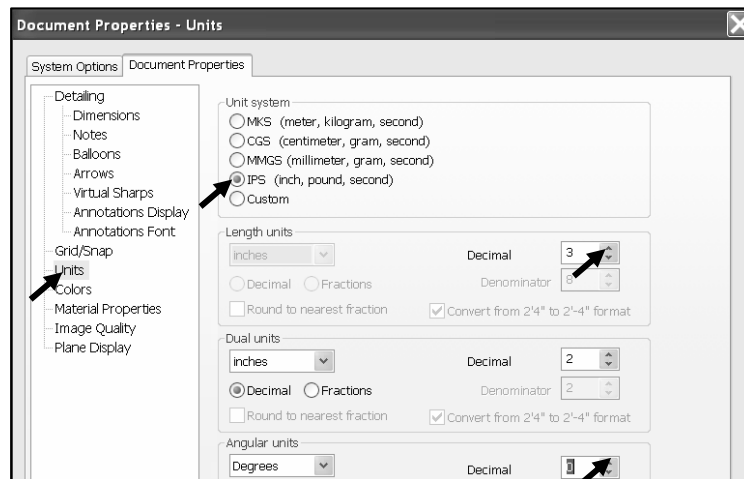 Document Properties - Units
System Options Document Properties
Detailing
Dimensions
Notes
Balloons
Arrows
Virtual Sharps
Annotations Display
Annotations Font
Grid/Snap
Units
Colors
Material Properties
Image Quality
Plane Display
Unit system
MKS (meter, kilogram, second)
CGS (centimeter, gram, second)
MMGS (millimeter, gram, second)
IPS (inch, pound, second)
Custom
Length units
inches Decimal 3
Decimal Fractions Denominator 8
Round to nearest fraction Convert from 2'4" to 2'-4" format
Dual units
inches Decimal 2
Decimal Fractions Denominator 2
Round to nearest fraction Convert from 2'4" to 2'-4" format
Angular units
Degrees Decimal